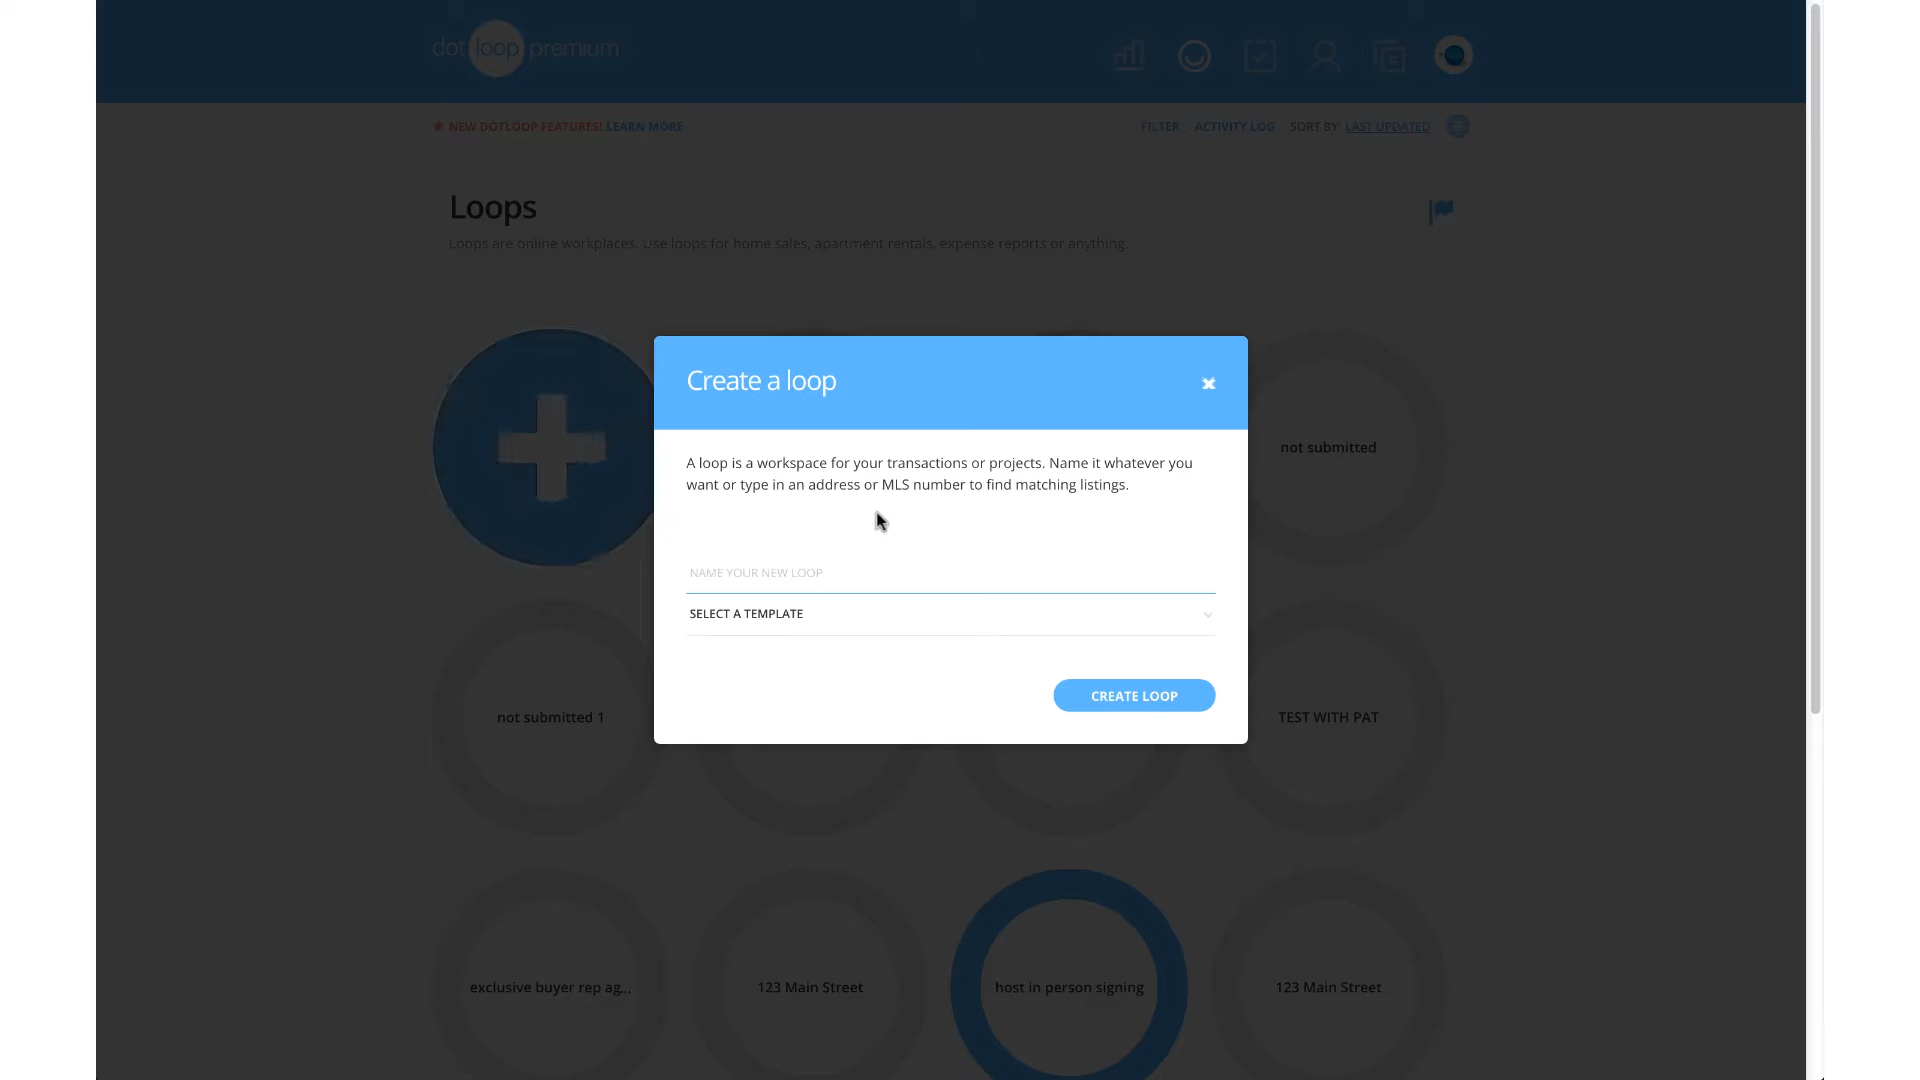 dot loop premium
★ NEW DOTLOOP FEATURES! LEARN MORE
FILTER ACTIVITY LOG SORT BY: LAST UPDATED
Loops
Loops are online workplaces. Use loops for home sales, apartment rentals, expense reports or anything.
Create a loop
A loop is a workspace for your transactions or projects. Name it whatever you
want or type in an address or MLS number to find matching listings.
NAME YOUR NEW LOOP
SELECT A TEMPLATE
CREATE LOOP
not submitted
not submitted 1
TEST WITH PAT
exclusive buyer rep ag...
123 Main Street
host in person signing
123 Main Street